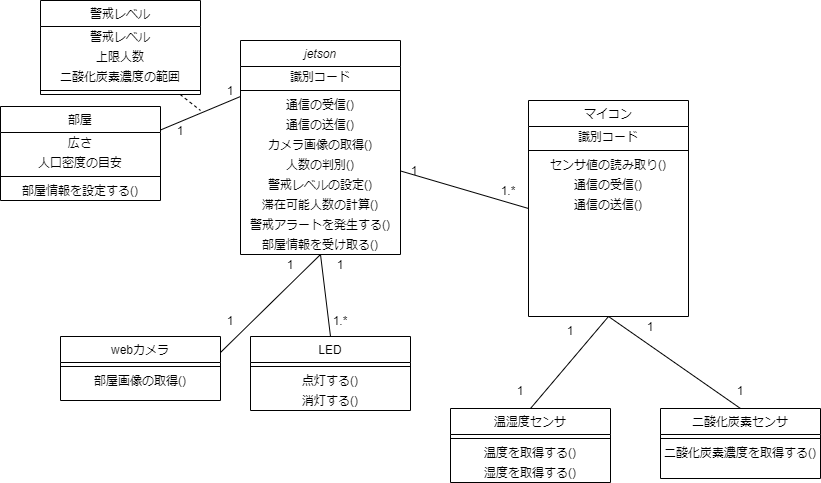 警戒レベル
警戒レベル
上限人数
二酸化炭素濃度の範囲
部屋
広さ
人口密度の目安
部屋情報を設定する()
1
1
jetson
識別コード
通信の受信()
通信の送信()
カメラ画像の取得()
人数の判別()
警戒レベルの設定()
滞在可能人数の計算()
警戒アラートを発生する()
部屋情報を受け取る()
1
1.*
マイコン
識別コード
センサ値の読み取り()
通信の受信()
通信の送信()
1
1
1
1.*
webカメラ
部屋画像の取得()
LED
点灯する()
消灯する()
1
1
1
1
温湿度センサ
温度を取得する()
湿度を取得する()
二酸化炭素センサ
二酸化炭素濃度を取得する()